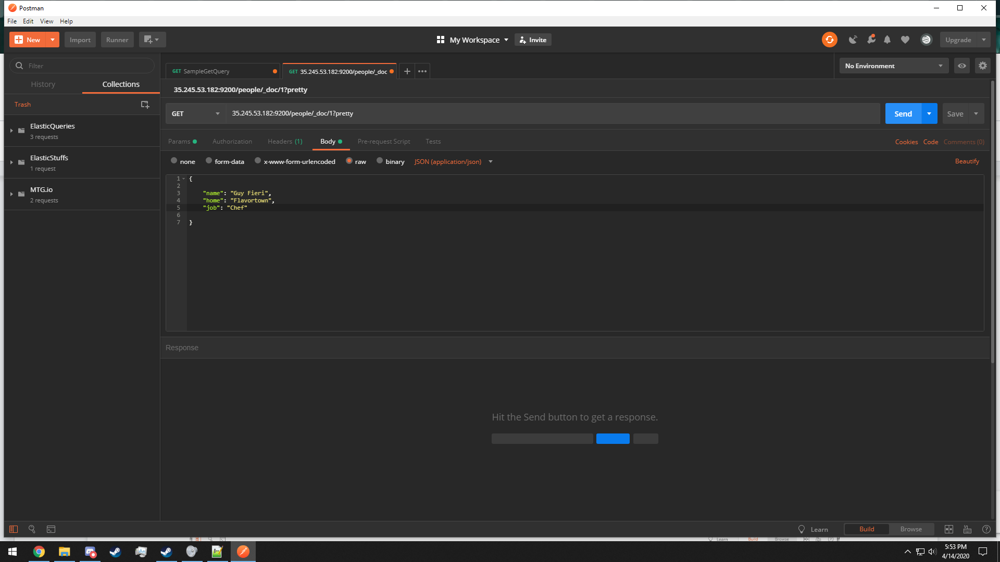 Postman
File Edit View Help
New Import Runner My Workspace Invite Upgrade
Filter
History Collections
Trash
ElasticQueries
3 requests
ElasticStuffs
1 request
MTG.io
2 requests
GET SampleGetQuery GET 35.245.53.182:9200/people/_doc
No Environment
35.245.53.182:9200/people/_doc/1?pretty
GET 35.245.53.182:9200/people/_doc/1?pretty Send Save
Params Authorization Headers (1) Body Pre-request Script Tests Cookies Code Comments (0)
none form-data x-www-form-urlencoded raw binary JSON (application/json) Beautify
1 {
2
3 "name": "Guy Fieri",
4 "home": "Flavortown",
5 "job": "Chef"
6
7 }
Response
Hit the Send button to get a response.
Learn Build Browse
Learn Build Browse
5:53 PM
4/14/2020